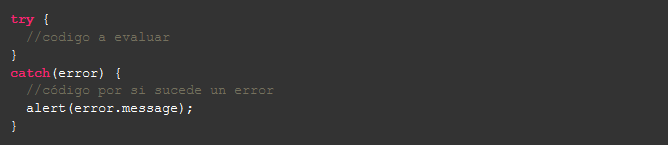 try {
//codigo a evaluar
}
catch(error) {
//código por si sucede un error
alert(error.message);
}